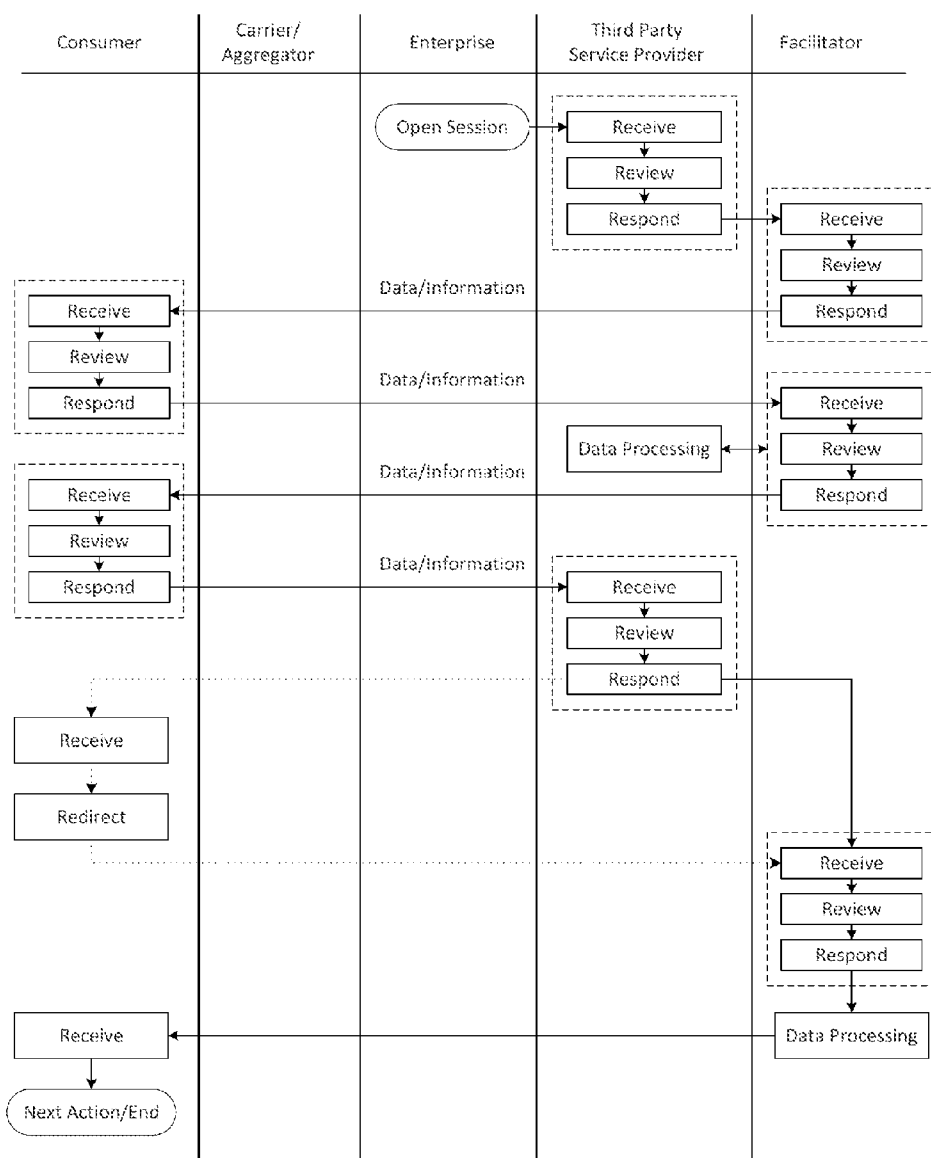 Consumer
Carrier/
Aggregator
Enterprise
Third Party
Service Provider
Facilitator
Open Session
Receive
Review
Respond
Receive
Review
Respond
Data/Information
Receive
Review
Respond
Data/Information
Receive
Review
Respond
Data Processing
Data/Information
Receive
Review
Respond
Data/Information
Receive
Review
Respond
Receive
Redirect
Receive
Review
Respond
Receive
Data Processing
Next Action/End